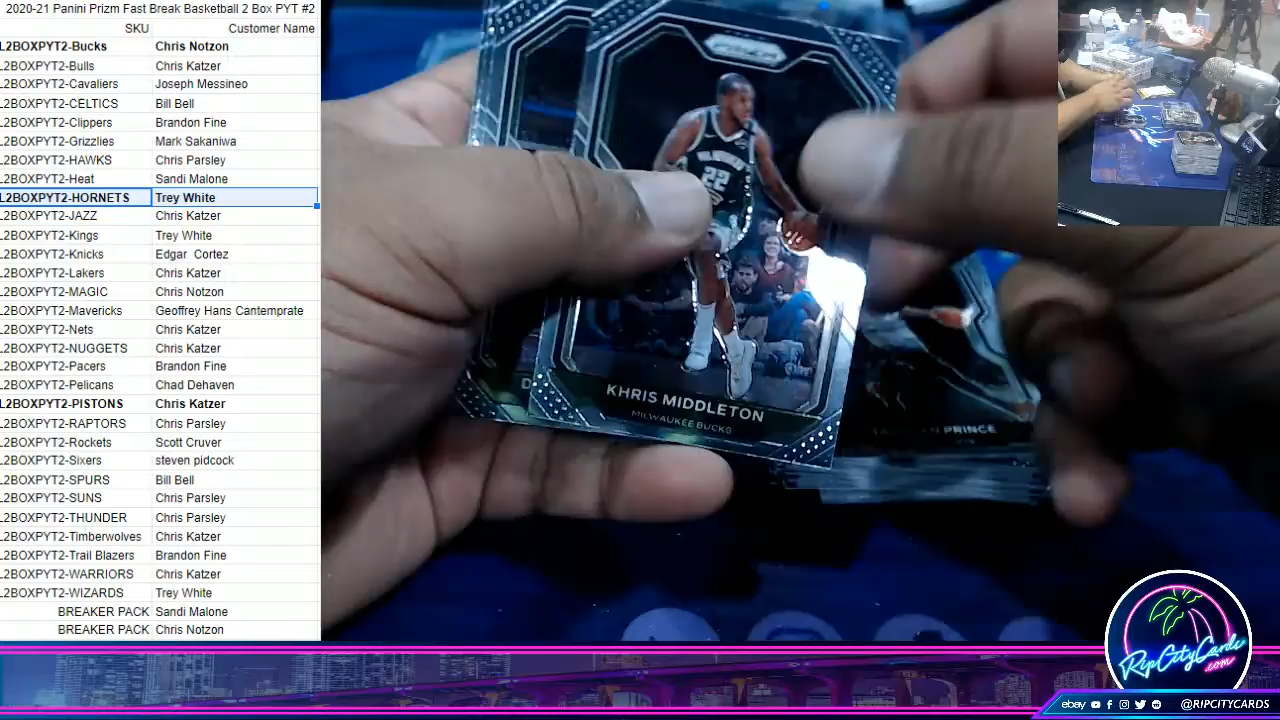 2020-21 Panini Prizm Fast Break Basketball 2 Box PYT #2
SKU Customer Name
L2BOXPYT2-Bucks Chris Notzon
L2BOXPYT2-Bulls Chris Katzer
L2BOXPYT2-Cavaliers Joseph Messineo
L2BOXPYT2-CELTICS Bill Bell
L2BOXPYT2-Clippers Brandon Fine
L2BOXPYT2-Grizzlies Mark Sakaniwa
L2BOXPYT2-HAWKS Chris Parsley
L2BOXPYT2-Heat Sandi Malone
L2BOXPYT2-HORNETS Trey White
L2BOXPYT2-JAZZ Chris Katzer
L2BOXPYT2-Kings Trey White
L2BOXPYT2-Knicks Edgar Cortez
L2BOXPYT2-Lakers Chris Katzer
L2BOXPYT2-MAGIC Chris Notzon
L2BOXPYT2-Mavericks Geoffrey Hans Cantemprate
L2BOXPYT2-Nets Chris Katzer
L2BOXPYT2-NUGGETS Chris Katzer
L2BOXPYT2-Pacers Brandon Fine
L2BOXPYT2-Pelicans Chad Dehaven
L2BOXPYT2-PISTONS Chris Katzer
L2BOXPYT2-RAPTORS Chris Parsley
L2BOXPYT2-Rockets Scott Cruver
L2BOXPYT2-Sixers steven pidcock
L2BOXPYT2-SPURS Bill Bell
L2BOXPYT2-SUNS Chris Parsley
L2BOXPYT2-THUNDER Chris Parsley
L2BOXPYT2-Timberwolves Chris Katzer
L2BOXPYT2-Trail Blazers Brandon Fine
L2BOXPYT2-WARRIORS Chris Katzer
L2BOXPYT2-WIZARDS Trey White
BREAKER PACK Sandi Malone
BREAKER PACK Chris Notzon
PRIZM
22
D
KHRIS MIDDLETON
MILWAUKEE BUCKS
PRINCE
RipCityCards
.com
ebay @RIPCITYCARDS